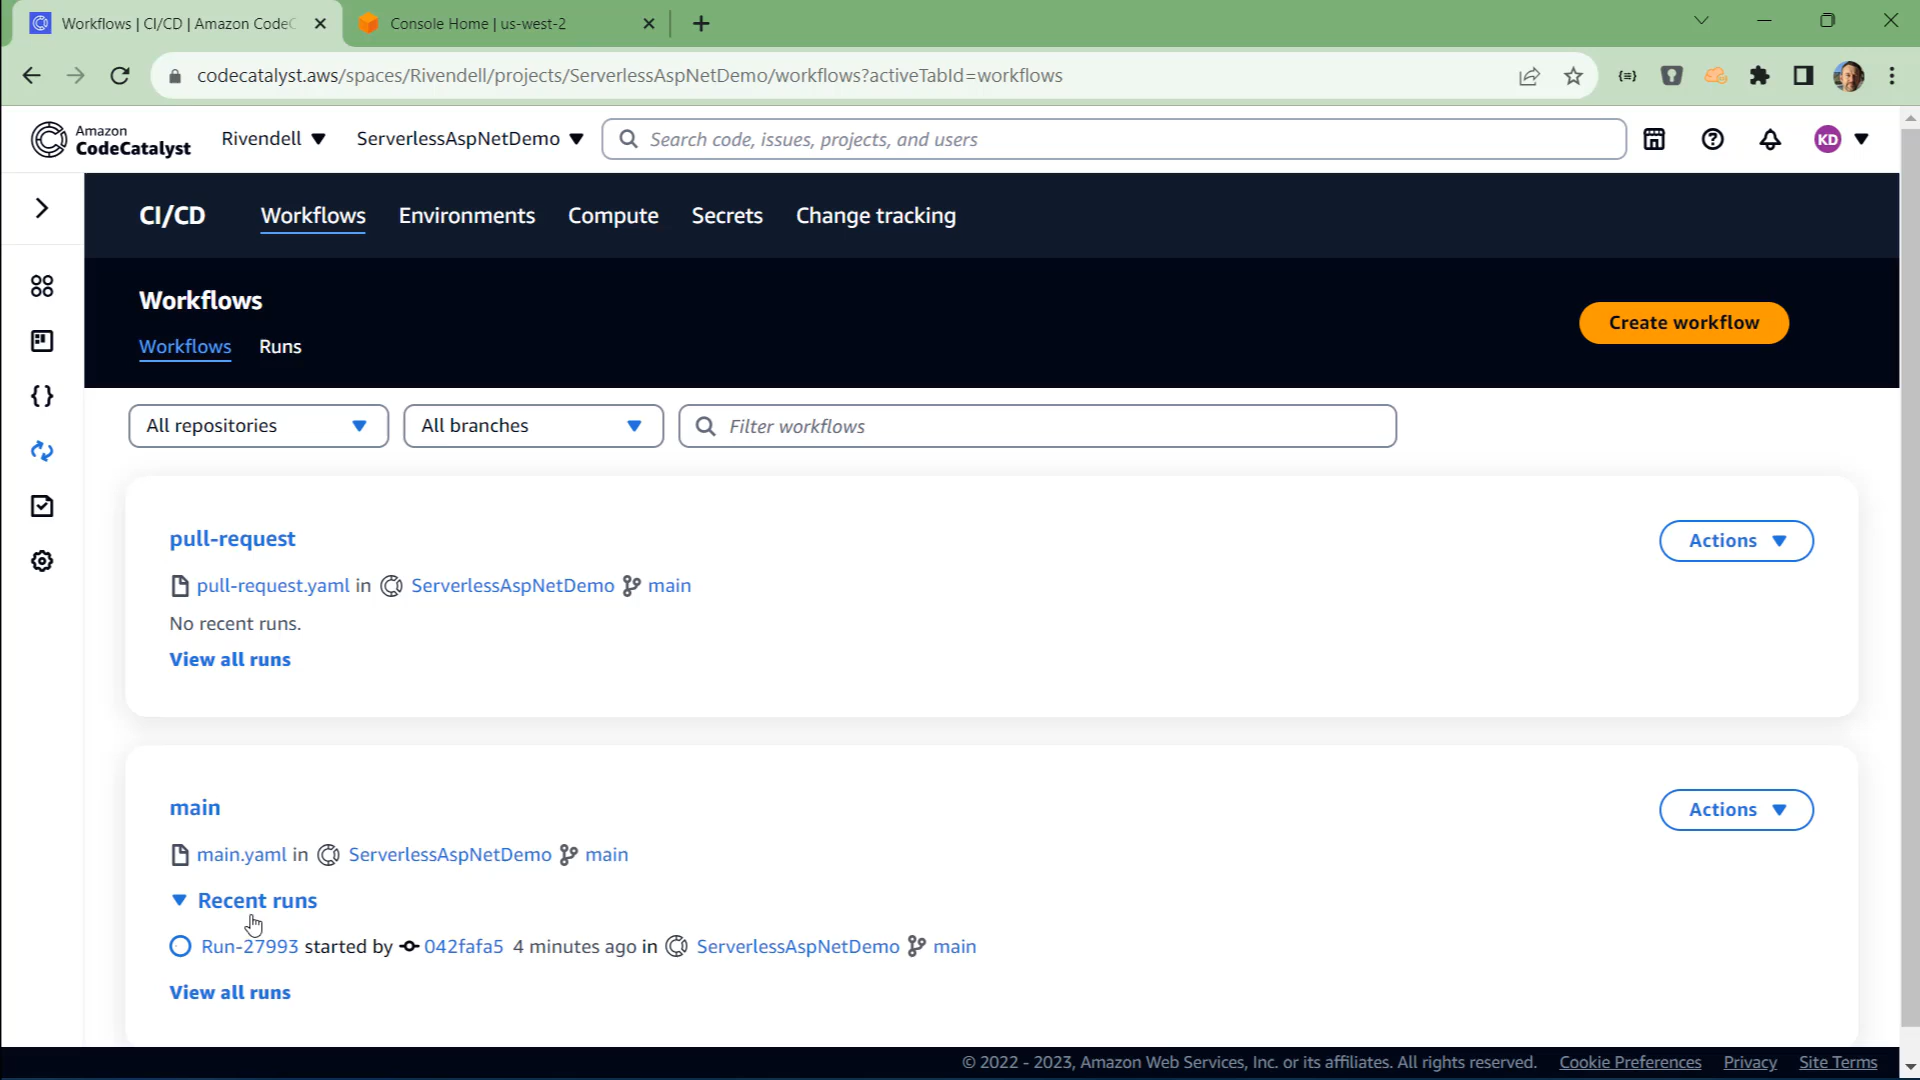 Workflows | CI/CD | Amazon CodeC
Console Home | us-west-2
codecatalyst.aws/spaces/Rivendell/projects/ServerlessAspNetDemo/workflows?activeTabId=workflows
Amazon CodeCatalyst
Rivendell
ServerlessAspNetDemo
Search code, issues, projects, and users
KD
CI/CD Workflows Environments Compute Secrets Change tracking
Workflows
Create workflow
Workflows Runs
All repositories
All branches
Filter workflows
pull-request
Actions
pull-request.yaml in ServerlessAspNetDemo main
No recent runs.
View all runs
main
Actions
main.yaml in ServerlessAspNetDemo main
Recent runs
Run-27993 started by 042fafa5 4 minutes ago in ServerlessAspNetDemo main
View all runs
© 2022 - 2023, Amazon Web Services, Inc. or its affiliates. All rights reserved. Cookie Preferences Privacy Site Terms